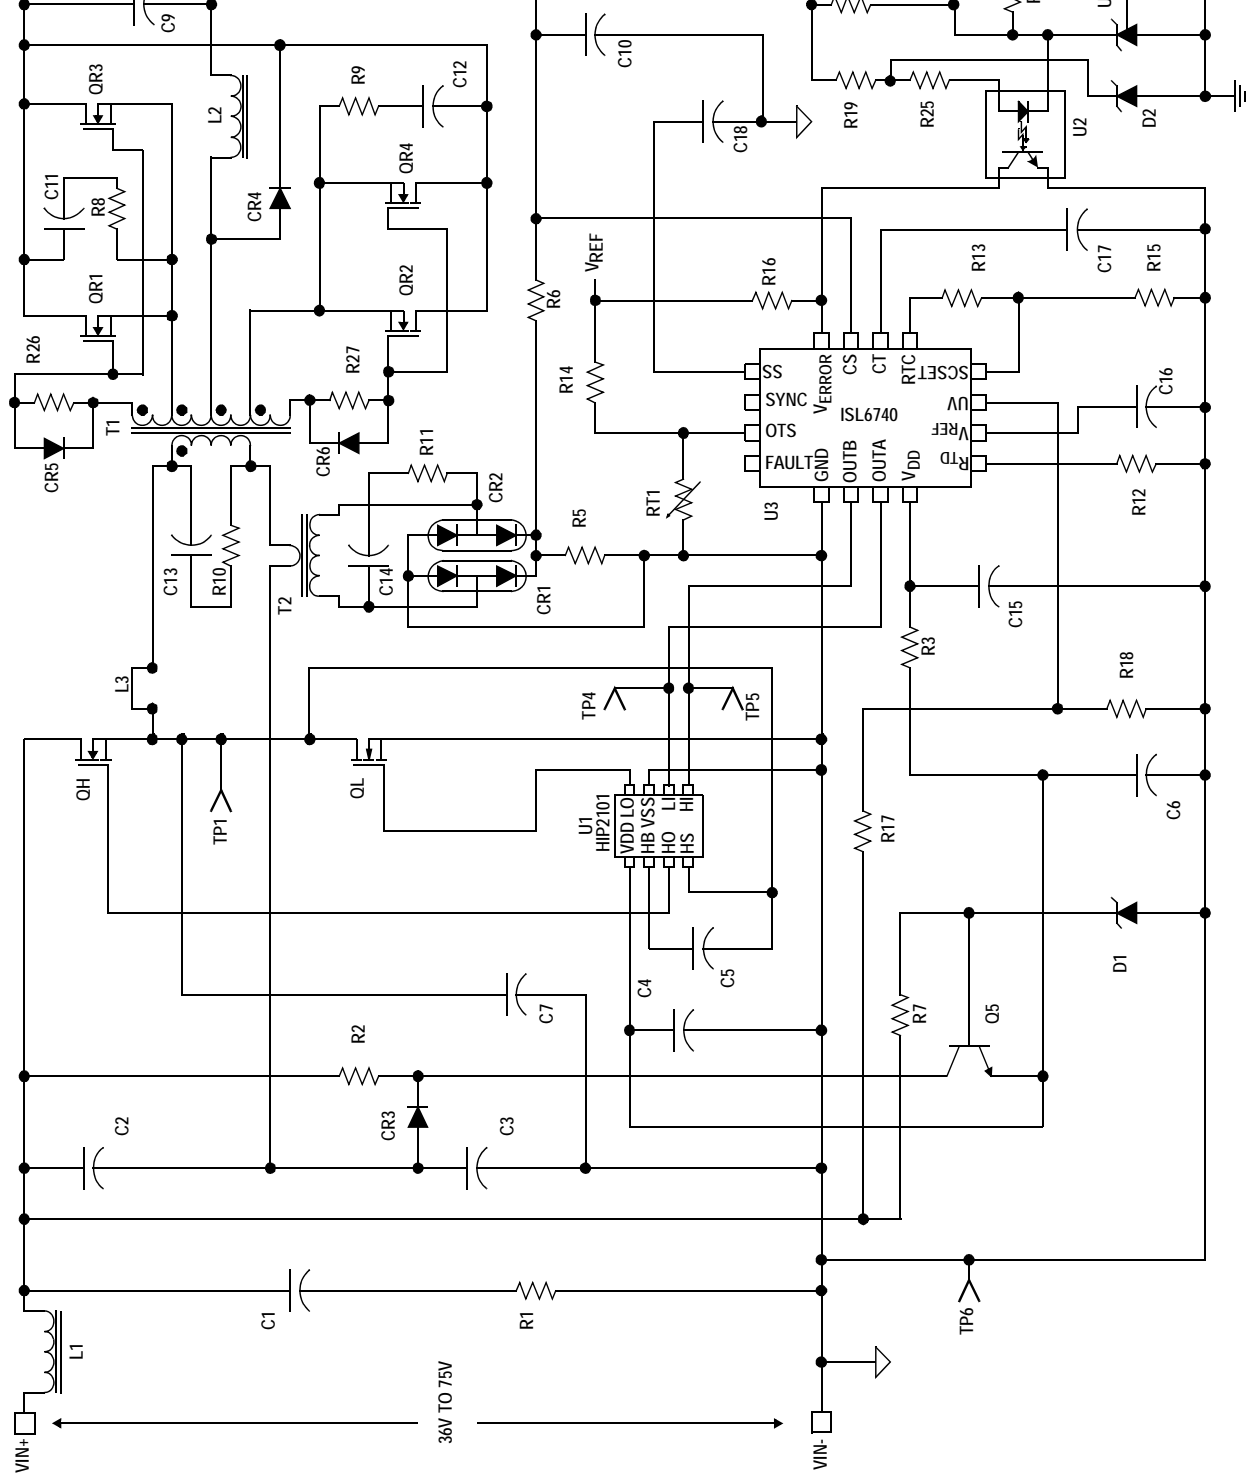 C9
QR3
L2
R9
C12
C10
C18
R19
R25
U2
D2
C11
R8
CR4
QR4
QR1
QR2
R26
R27
R6
VREF
R16
R14
R13
C17
R15
T1
CR5
CR6
R11
CR2
SS
SYNC
OTS
FAULT
VERROR
CS
CT
RTC
ISL6740
SCSET
UV
VREF
RTD
GND
OUTB
OUTA
VDD
U3
C16
R12
RT1
R5
C13
R10
T2
C14
CR1
C15
R3
R18
L3
TP4
TP5
QH
TP1
QL
U1
HIP2101
VDD LO
HB VSS
HO LI
HS HI
R17
C6
C5
C4
C7
R2
R7
Q5
D1
C2
CR3
C3
C1
R1
TP6
L1
36V TO 75V
VIN+
VIN-